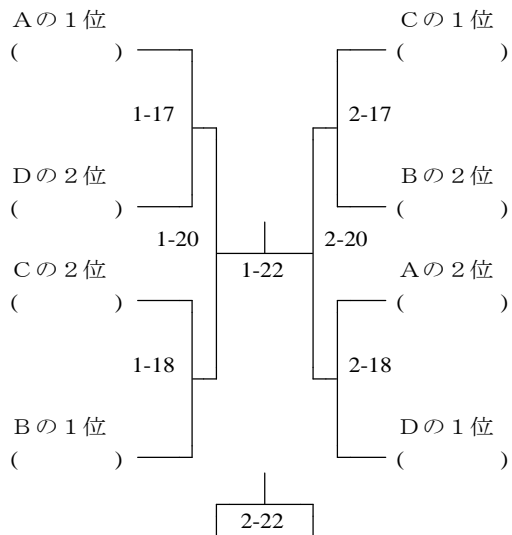 Aの1位 Cの1位
(　　　) (　　　)
1-17 2-17
Dの2位 Bの2位
(　　　) (　　　)
1-20 2-20
Cの2位 1-22 Aの2位
(　　　) (　　　)
1-18 2-18
Bの1位 Dの1位
(　　　) (　　　)
2-22